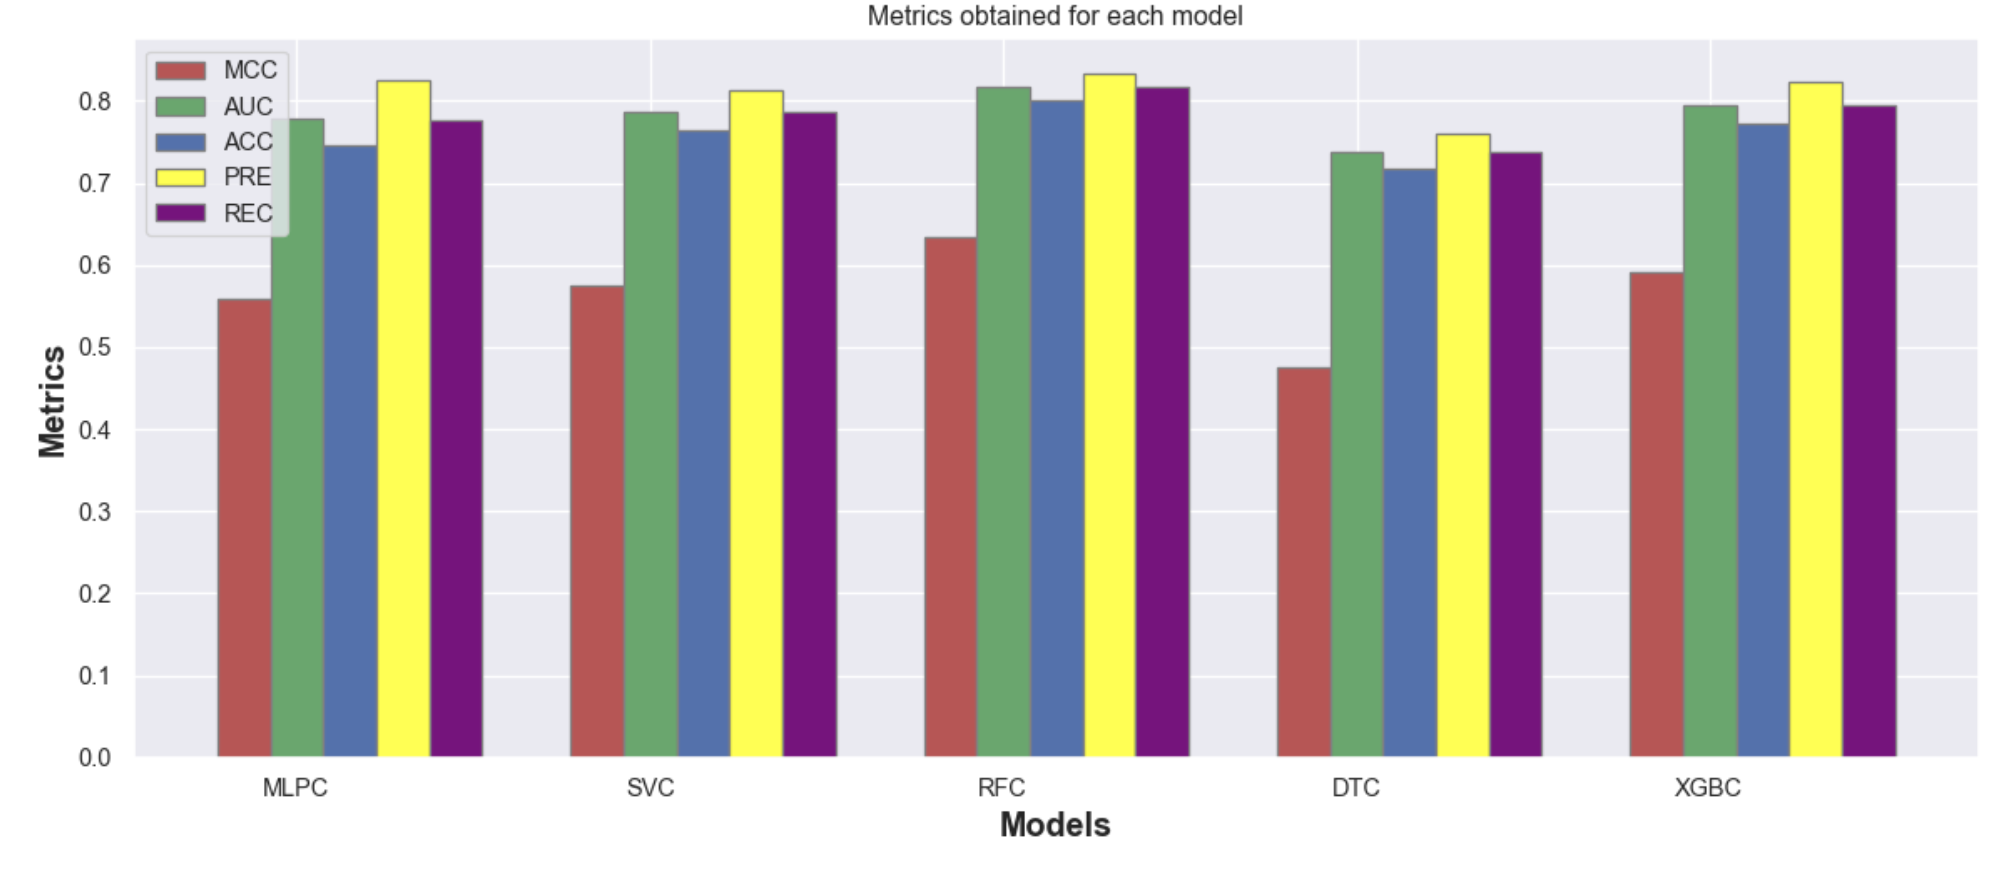 Metrics obtained for each model
MCC
AUC
ACC
PRE
REC
Metrics
0.8
0.7
0.6
0.5
0.4
0.3
0.2
0.1
0.0
MLPC SVC RFC DTC XGBC
Models